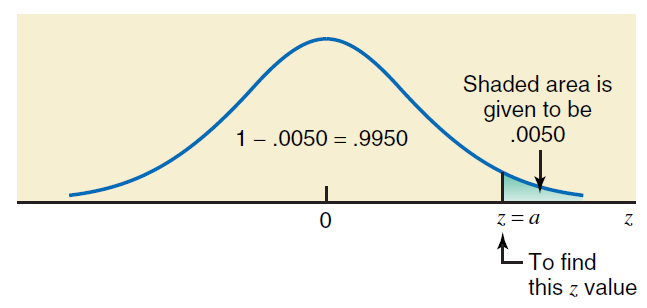 Shaded area is
given to be
.0050
1 – .0050 = .9950
0
z = a
z
To find
this z value